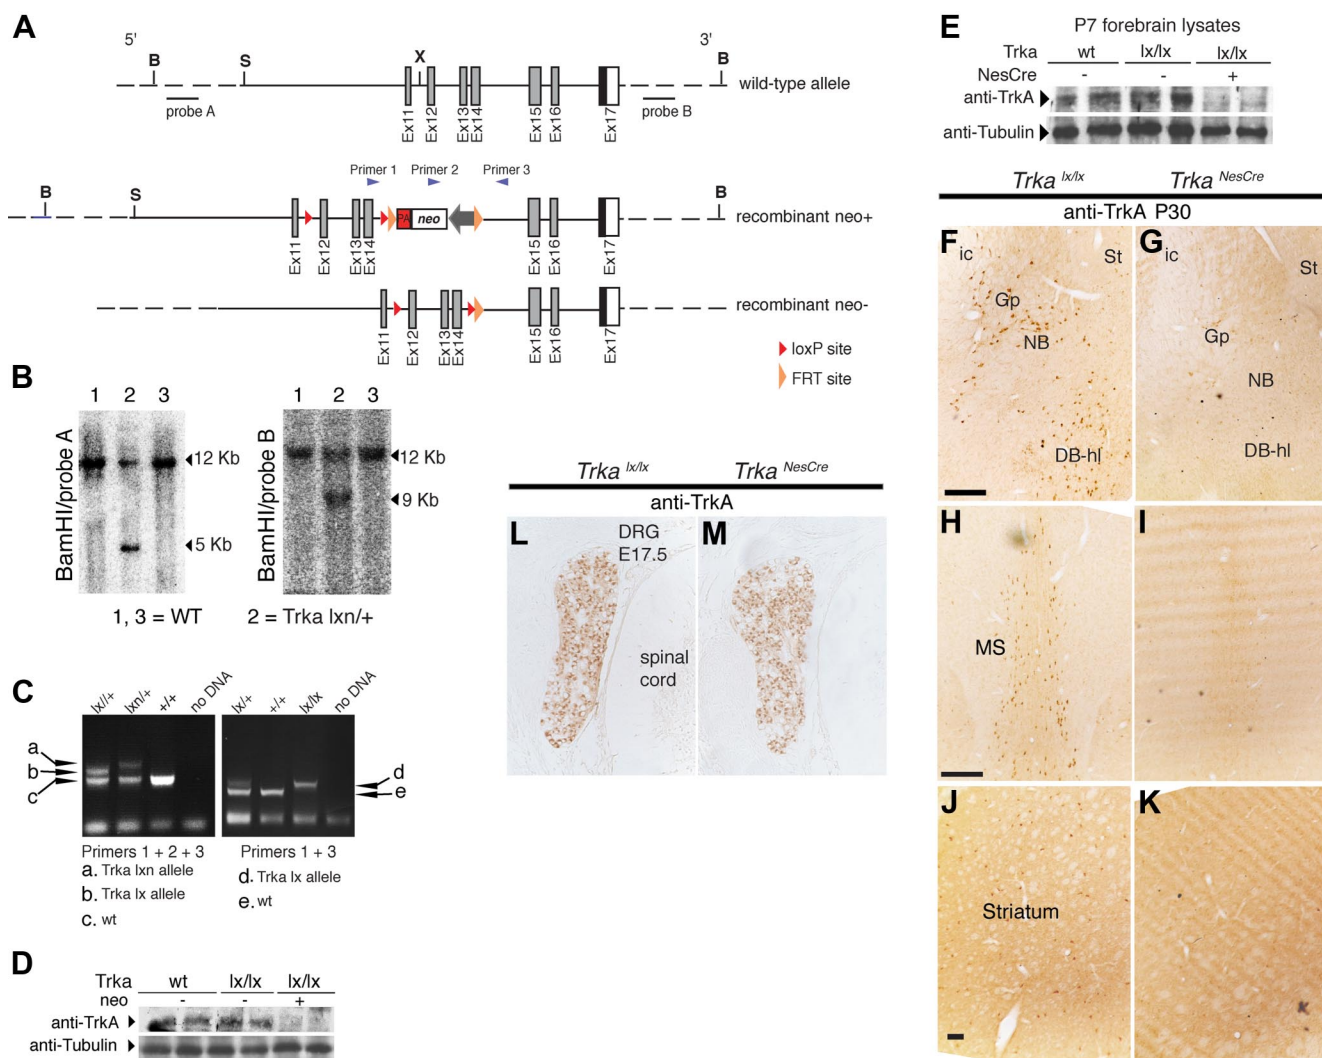 A
5'
3'
B
S
X
B
wild-type allele
probe A
probe B
Ex11
Ex12
Ex13
Ex14
Ex15
Ex16
Ex17
Primer 1
Primer 2
Primer 3
B
S
B
PA
neo
recombinant neo+
Ex11
Ex12
Ex13
Ex14
Ex15
Ex16
Ex17
recombinant neo-
Ex11
Ex12
Ex13
Ex14
Ex15
Ex16
Ex17
loxP site
FRT site
B
1 2 3
BamHI/probe A
12 Kb
5 Kb
1 2 3
BamHI/probe B
12 Kb
9 Kb
1, 3 = WT
2 = Trka lxn/+
C
lx//+
lxn/+
+/+
no DNA
a
b
c
Primers 1 + 2 + 3
a. Trka lxn allele
b. Trka lx allele
c. wt
lx/+
+/+
lx/lx
no DNA
d
e
Primers 1 + 3
d. Trka lx allele
e. wt
D
Trka wt lx/lx lx/lx
neo - - +
anti-TrkA
anti-Tubulin
E
P7 forebrain lysates
Trka wt lx/lx lx/lx
NesCre - - +
anti-TrkA
anti-Tubulin
Trka lx/lx Trka NesCre
anti-TrkA P30
F
ic
St
Gp
NB
DB-hl
G
ic
St
Gp
NB
DB-hl
H
MS
I
J
Striatum
K
Trka lx/lx Trka NesCre
anti-TrkA
L
DRG
E17.5
spinal
cord
M